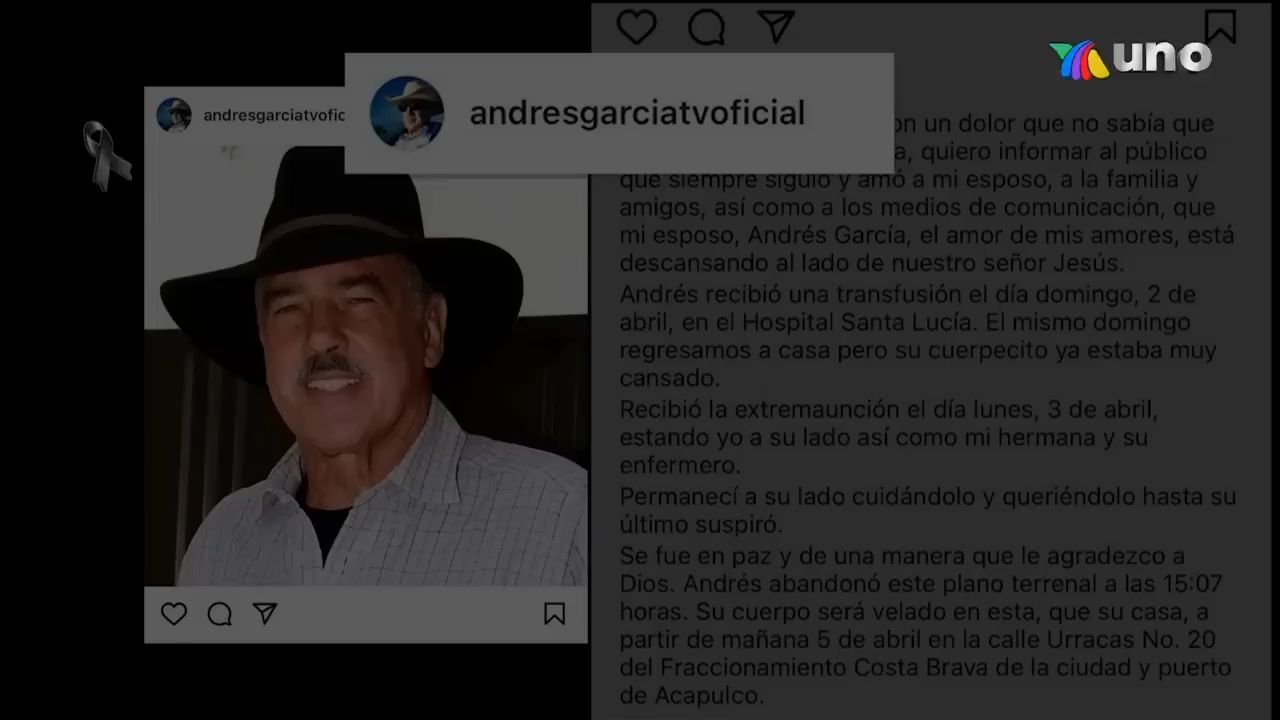 uno
andresgarciatvofic
andresgarciatvoficial
on un dolor que no sabía que
a, quiero informar al público
que siempre siguió y amó a mi esposo, a la familia y
amigos, así como a los medios de comunicación, que
mi esposo, Andrés García, el amor de mis amores, está
descansando al lado de nuestro señor Jesús.
Andrés recibió una transfusión el día domingo, 2 de
abril, en el Hospital Santa Lucía. El mismo domingo
regresamos a casa pero su cuerpecito ya estaba muy
cansado.
Recibió la extremaunción el día lunes, 3 de abril,
estando yo a su lado así como mi hermana y su
enfermero.
Permanecí a su lado cuidándolo y queriéndolo hasta su
último suspiró.
Se fue en paz y de una manera que le agradezco a
Dios. Andrés abandonó este plano terrenal a las 15:07
horas. Su cuerpo será velado en esta, que su casa, a
partir de mañana 5 de abril en la calle Urracas No. 20
del Fraccionamiento Costa Brava de la ciudad y puerto
de Acapulco.